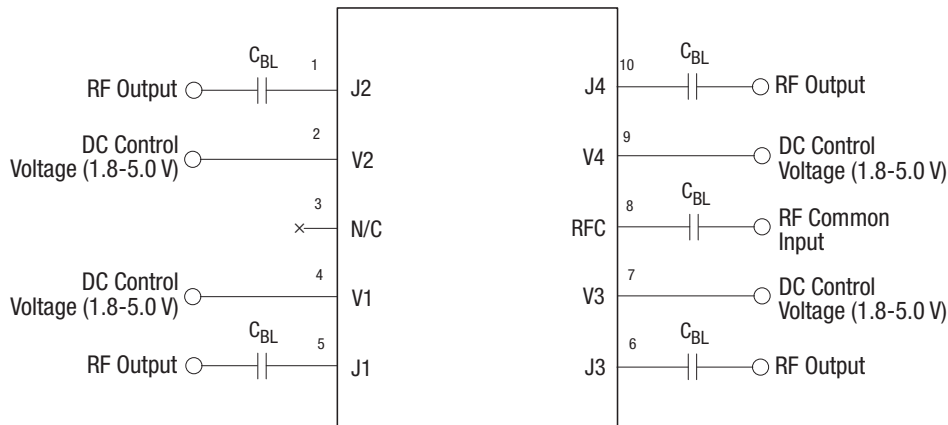 C_BL
1
RF Output
J2
2
DC Control
Voltage (1.8-5.0 V)
V2
3
N/C
4
DC Control
Voltage (1.8-5.0 V)
V1
C_BL
5
RF Output
J1
10
C_BL
J4
RF Output
9
V4
DC Control
Voltage (1.8-5.0 V)
C_BL
8
RFC
RF Common
Input
7
V3
DC Control
Voltage (1.8-5.0 V)
C_BL
6
J3
RF Output